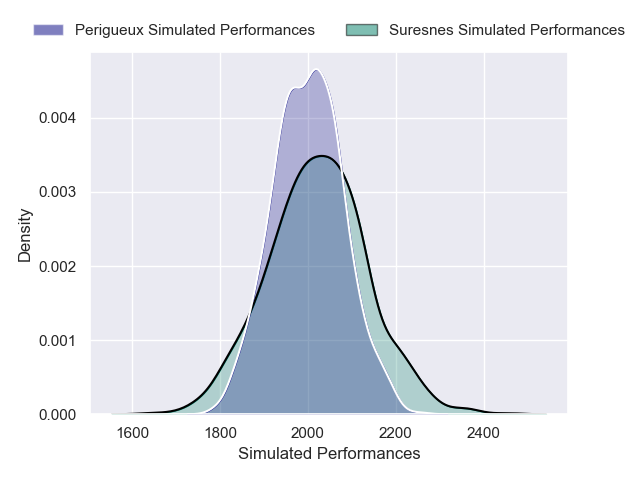 Perigueux Simulated Performances
Suresnes Simulated Performances
0.004
0.003
0.002
0.001
0.000
Density
1600
1800
2000
2200
2400
Simulated Performances